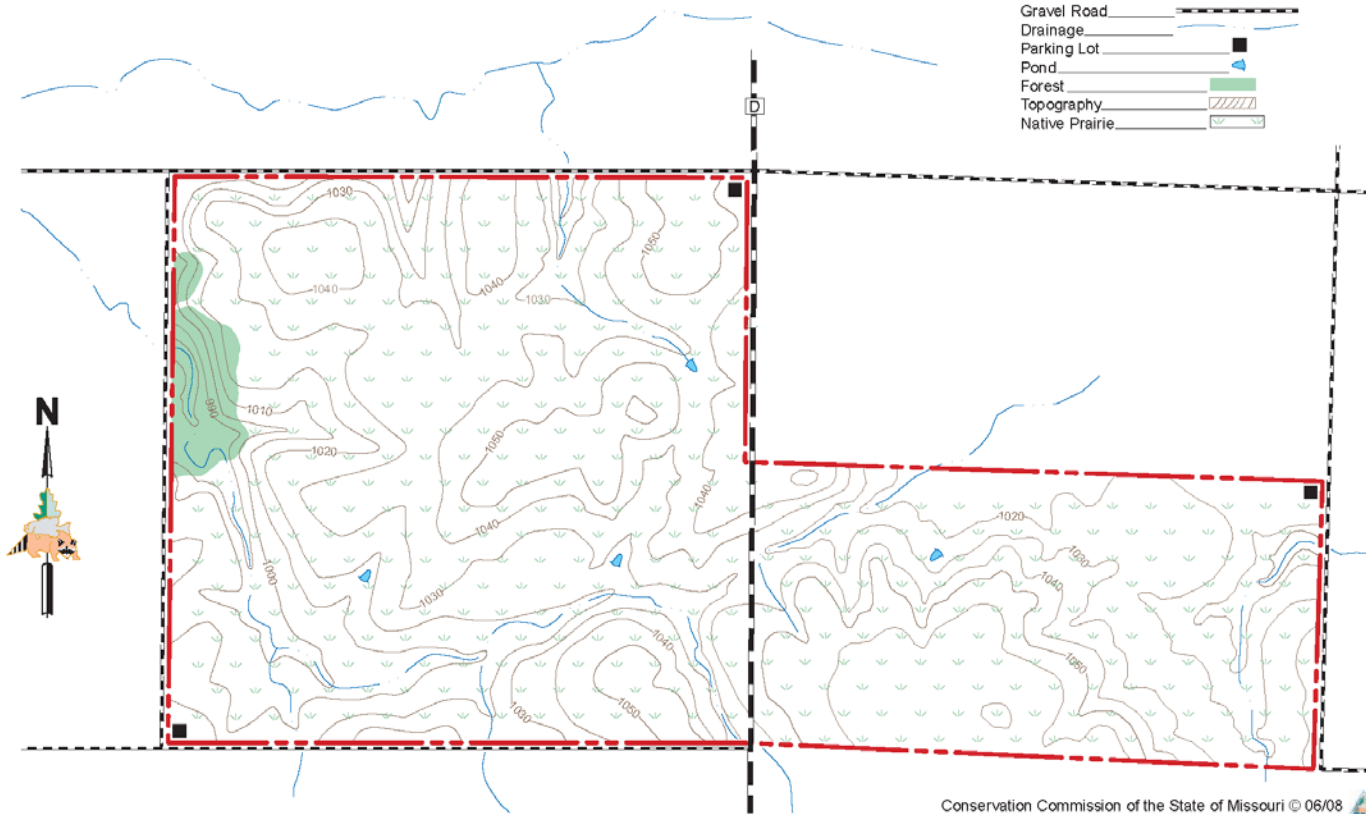 Gravel Road
Drainage
Parking Lot
Pond
Forest
Topography
Native Prairie
D
1030
1050
1040
1040
1030
990
1010
1050
1020
1040
1040
1020
1030
1000
1040
1030
1040
1050
1050
1030
N
Conservation Commission of the State of Missouri © 06/08